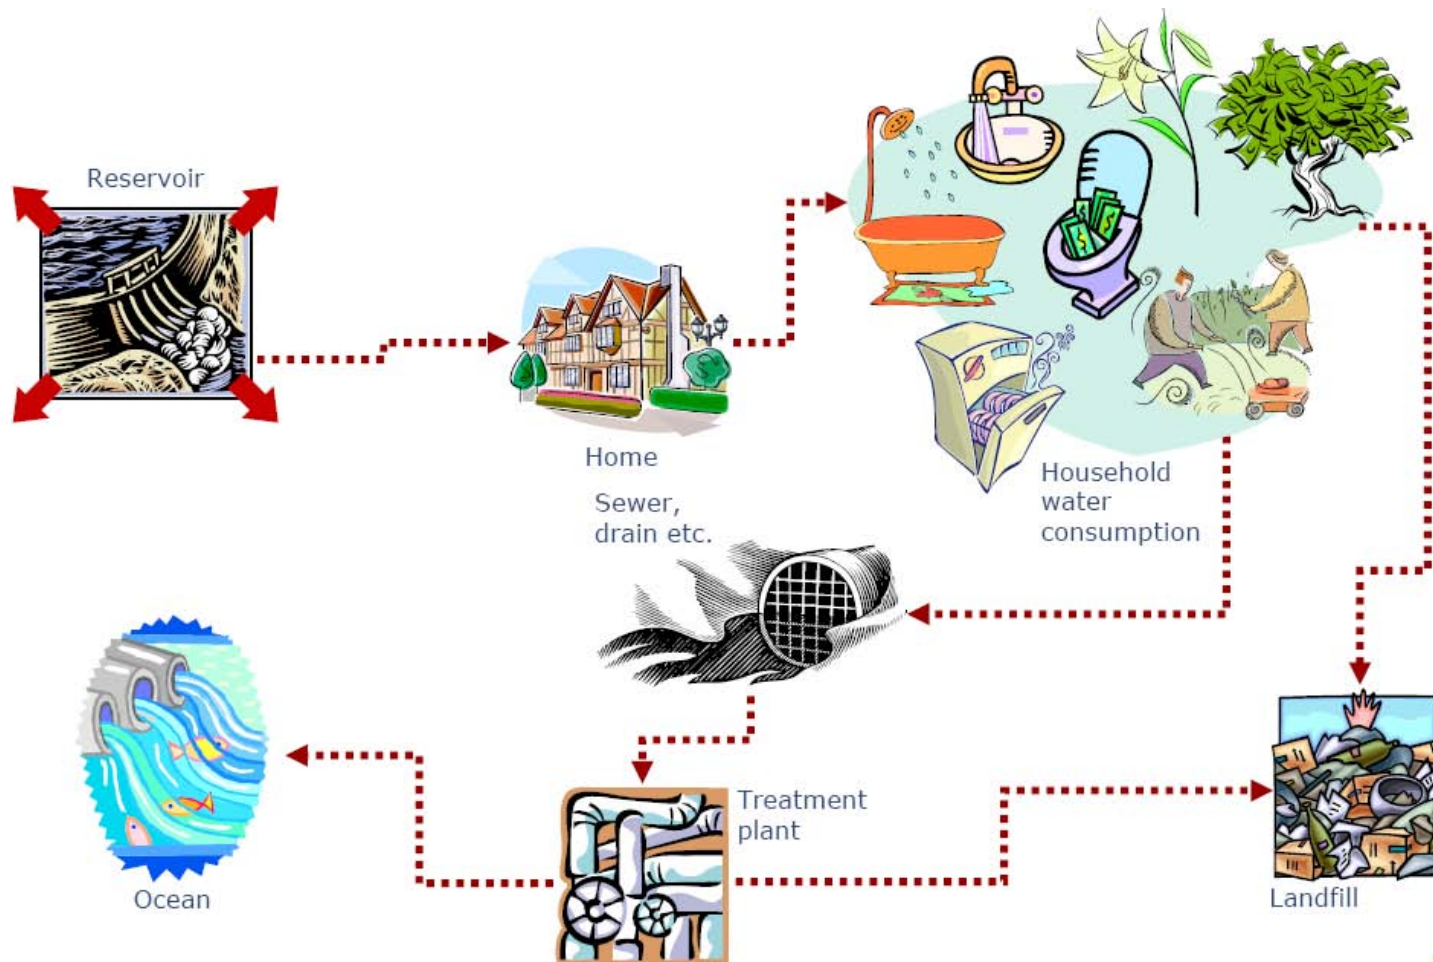 Reservoir
Home
Household
water
consumption
Sewer,
drain etc.
Treatment
plant
Ocean
Landfill